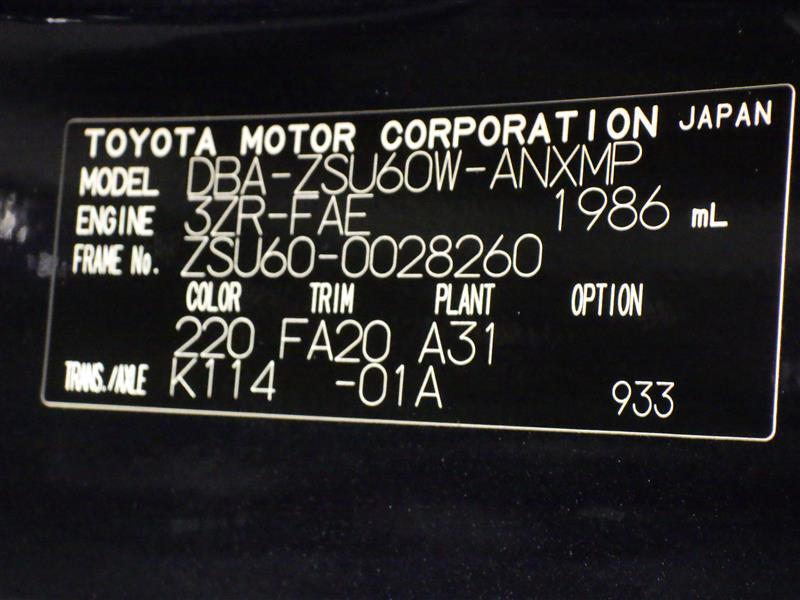 TOYOTA MOTOR CORPORATION JAPAN
MODEL DBA-ZSU60W-ANXMP
ENGINE 3ZR-FAE 1986 mL
FRAME No. ZSU60-0028260
COLOR TRIM PLANT OPTION
220 FA20 A31
TRANS./AXLE K114 -01A 933